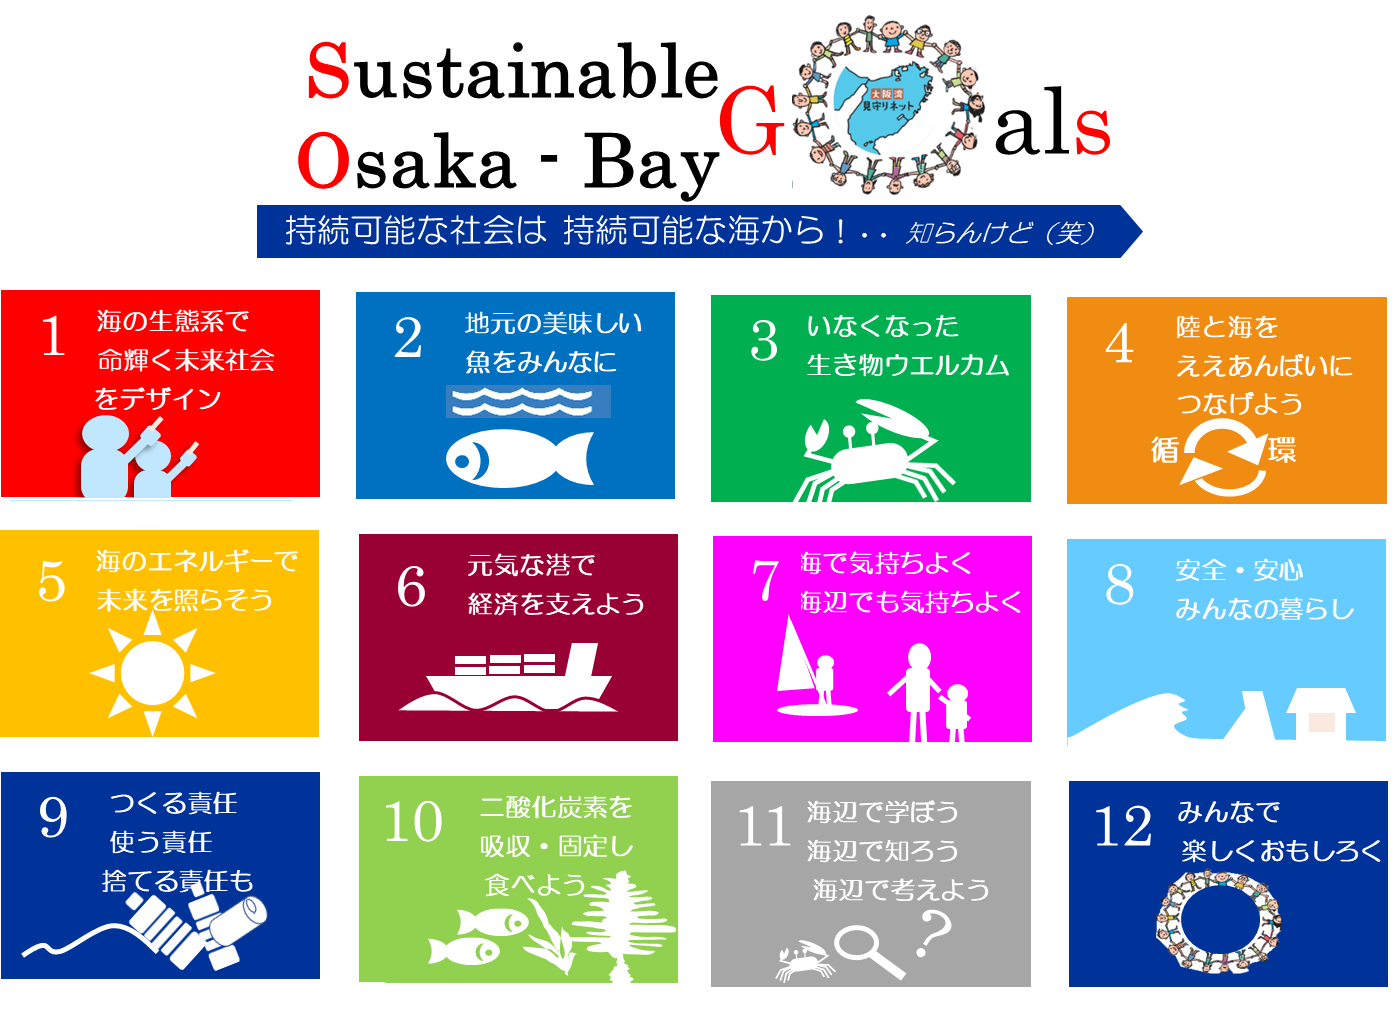 Sustainable
Osaka - Bay
Goals
大阪湾
見守りネット
持続可能な社会は 持続可能な海から！．． 知らんけど（笑）
1
海の生態系で
命輝く未来社会
をデザイン
2
地元の美味しい
魚をみんなに
3
いなくなった
生き物ウエルカム
4
陸と海を
ええあんばいに
つなげよう
循 環
5
海のエネルギーで
未来を照らそう
6
元気な港で
経済を支えよう
7
海で気持ちよく
海辺でも気持ちよく
8
安全・安心
みんなの暮らし
9
つくる責任
使う責任
捨てる責任も
10
二酸化炭素を
吸収・固定し
食べよう
11
海辺で学ぼう
海辺で知ろう
海辺で考えよう
?
12
みんなで
楽しくおもしろく